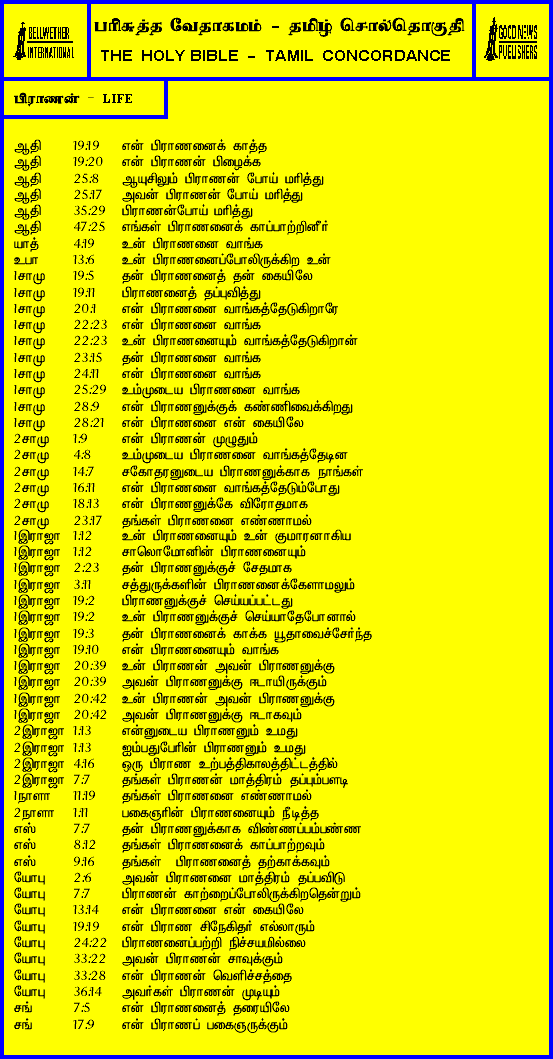 BELLWETHER
INTERNATIONAL
பரிசுத்த வேதாகமம் - தமிழ் சொல்தொகுதி
THE HOLY BIBLE - TAMIL CONCORDANCE
GOOD NEWS
PUBLISHERS
பிராணன் - LIFE
ஆதி 19:19 என் பிராணனைக் காத்த
ஆதி 19:20 என் பிராணன் பிழைக்க
ஆதி 25:8 ஆயுசிலும் பிராணன் போய் மரித்து
ஆதி 25:17 அவன் பிராணன் போய் மரித்து
ஆதி 35:29 பிராணன்போய் மரித்து
ஆதி 47:25 எங்கள் பிராணனைக் காப்பாற்றினீர்
யாத் 4:19 உன் பிராணனை வாங்க
உபா 13:6 உன் பிராணனைப்போலிருக்கிற உன்
1சாமு 19:5 தன் பிராணனைத் தன் கையிலே
1சாமு 19:11 பிராணனைத் தப்புவித்து
1சாமு 20:1 என் பிராணனை வாங்கத்தேடுகிறாரே
1சாமு 22:23 என் பிராணனை வாங்க
1சாமு 22:23 உன் பிராணனையும் வாங்கத்தேடுகிறான்
1சாமு 23:15 தன் பிராணனை வாங்க
1சாமு 24:11 என் பிராணனை வாங்க
1சாமு 25:29 உம்முடைய பிராணனை வாங்க
1சாமு 28:9 என் பிராணனுக்குக் கண்ணிவைக்கிறது
1சாமு 28:21 என் பிராணனை என் கையிலே
2சாமு 1:9 என் பிராணன் முழுதும்
2சாமு 4:8 உம்முடைய பிராணனை வாங்கத்தேடின
2சாமு 14:7 சகோதரனுடைய பிராணனுக்காக நாங்கள்
2சாமு 16:11 என் பிராணனை வாங்கத்தேடும்போது
2சாமு 18:13 என் பிராணனுக்கே விரோதமாக
2சாமு 23:17 தங்கள் பிராணனை எண்ணாமல்
1இராஜா 1:12 உன் பிராணனையும் உன் குமாரனாகிய
1இராஜா 1:12 சாலொமோனின் பிராணனையும்
1இராஜா 2:23 தன் பிராணனுக்குச் சேதமாக
1இராஜா 3:11 சத்துருக்களின் பிராணனைக்கேளாமலும்
1இராஜா 19:2 பிராணனுக்குச் செய்யப்பட்டது
1இராஜா 19:2 உன் பிராணனுக்குச் செய்யாதேபோனால்
1இராஜா 19:3 தன் பிராணனைக் காக்க யூதாவைச்சேர்ந்த
1இராஜா 19:10 என் பிராணனையும் வாங்க
1இராஜா 20:39 உன் பிராணன் அவன் பிராணனுக்கு
1இராஜா 20:39 அவன் பிராணனுக்கு ஈடாயிருக்கும்
1இராஜா 20:42 உன் பிராணன் அவன் பிராணனுக்கு
1இராஜா 20:42 அவன் பிராணனுக்கு ஈடாகவும்
2இராஜா 1:13 என்னுடைய பிராணனும் உமது
2இராஜா 1:13 ஐம்பதுபேரின் பிராணனும் உமது
2இராஜா 4:16 ஒரு பிராண உற்பத்திகாலத்திட்டத்தில்
2இராஜா 7:7 தங்கள் பிராணன் மாத்திரம் தப்பும்படி
1நாளா 11:19 தங்கள் பிராணனை எண்ணாமல்
2நாளா 1:11 பகைஞரின் பிராணனையும் நீடித்த
எஸ் 7:7 தன் பிராணனுக்காக விண்ணப்பம்பண்ண
எஸ் 8:12 தங்கள் பிராணனைக் காப்பாற்றவும்
எஸ் 9:16 தங்கள் பிராணனைத் தற்காக்கவும்
யோபு 2:6 அவன் பிராணனை மாத்திரம் தப்பவிடு
யோபு 7:7 பிராணன் காற்றைப்போலிருக்கிறதென்றும்
யோபு 13:14 என் பிராணனை என் கையிலே
யோபு 19:19 என் பிராண சிநேகிதர் எல்லாரும்
யோபு 24:22 பிராணனைப்பற்றி நிச்சயமில்லை
யோபு 33:22 அவன் பிராணன் சாவுக்கும்
யோபு 33:28 என் பிராணன் வெளிச்சத்தை
யோபு 36:14 அவர்கள் பிராணன் முடியும்
சங் 7:5 என் பிராணனைத் தரையிலே
சங் 17:9 என் பிராணப் பகைஞருக்கும்